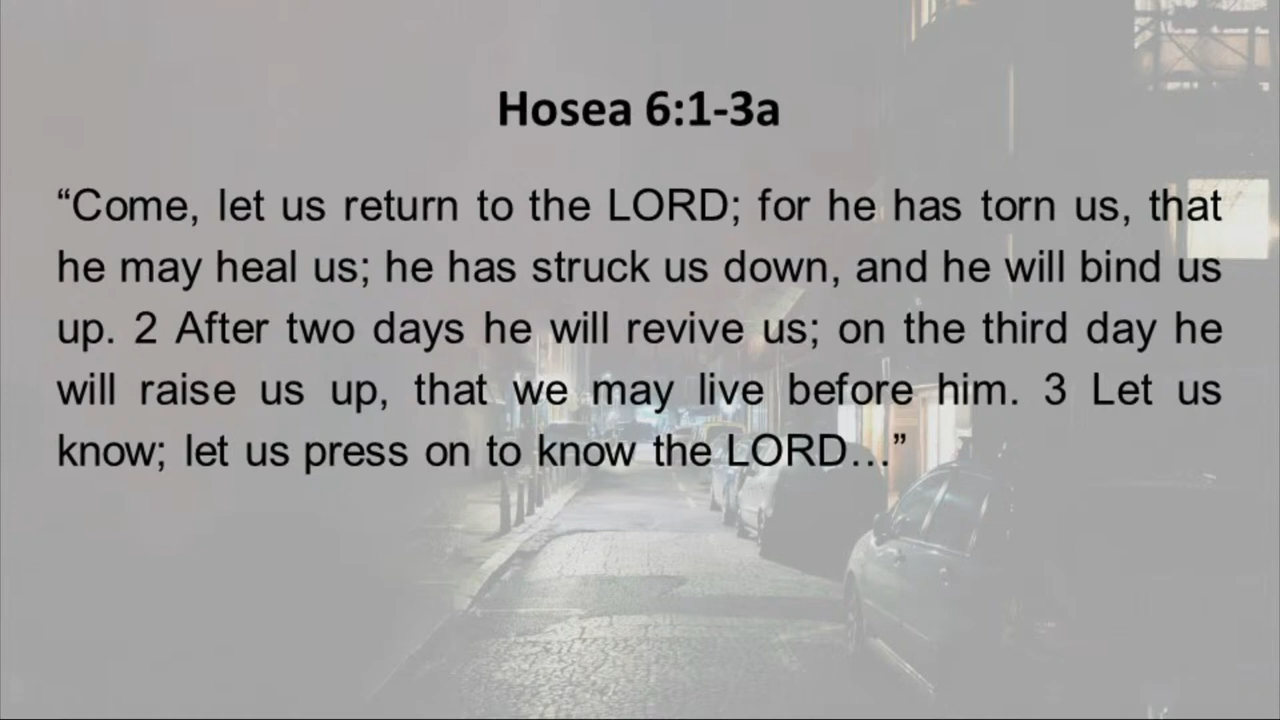 Hosea 6:1-3a
“Come, let us return to the LORD; for he has torn us, that
he may heal us; he has struck us down, and he will bind us
up. 2 After two days he will revive us; on the third day he
will raise us up, that we may live before him. 3 Let us
know; let us press on to know the LORD…”